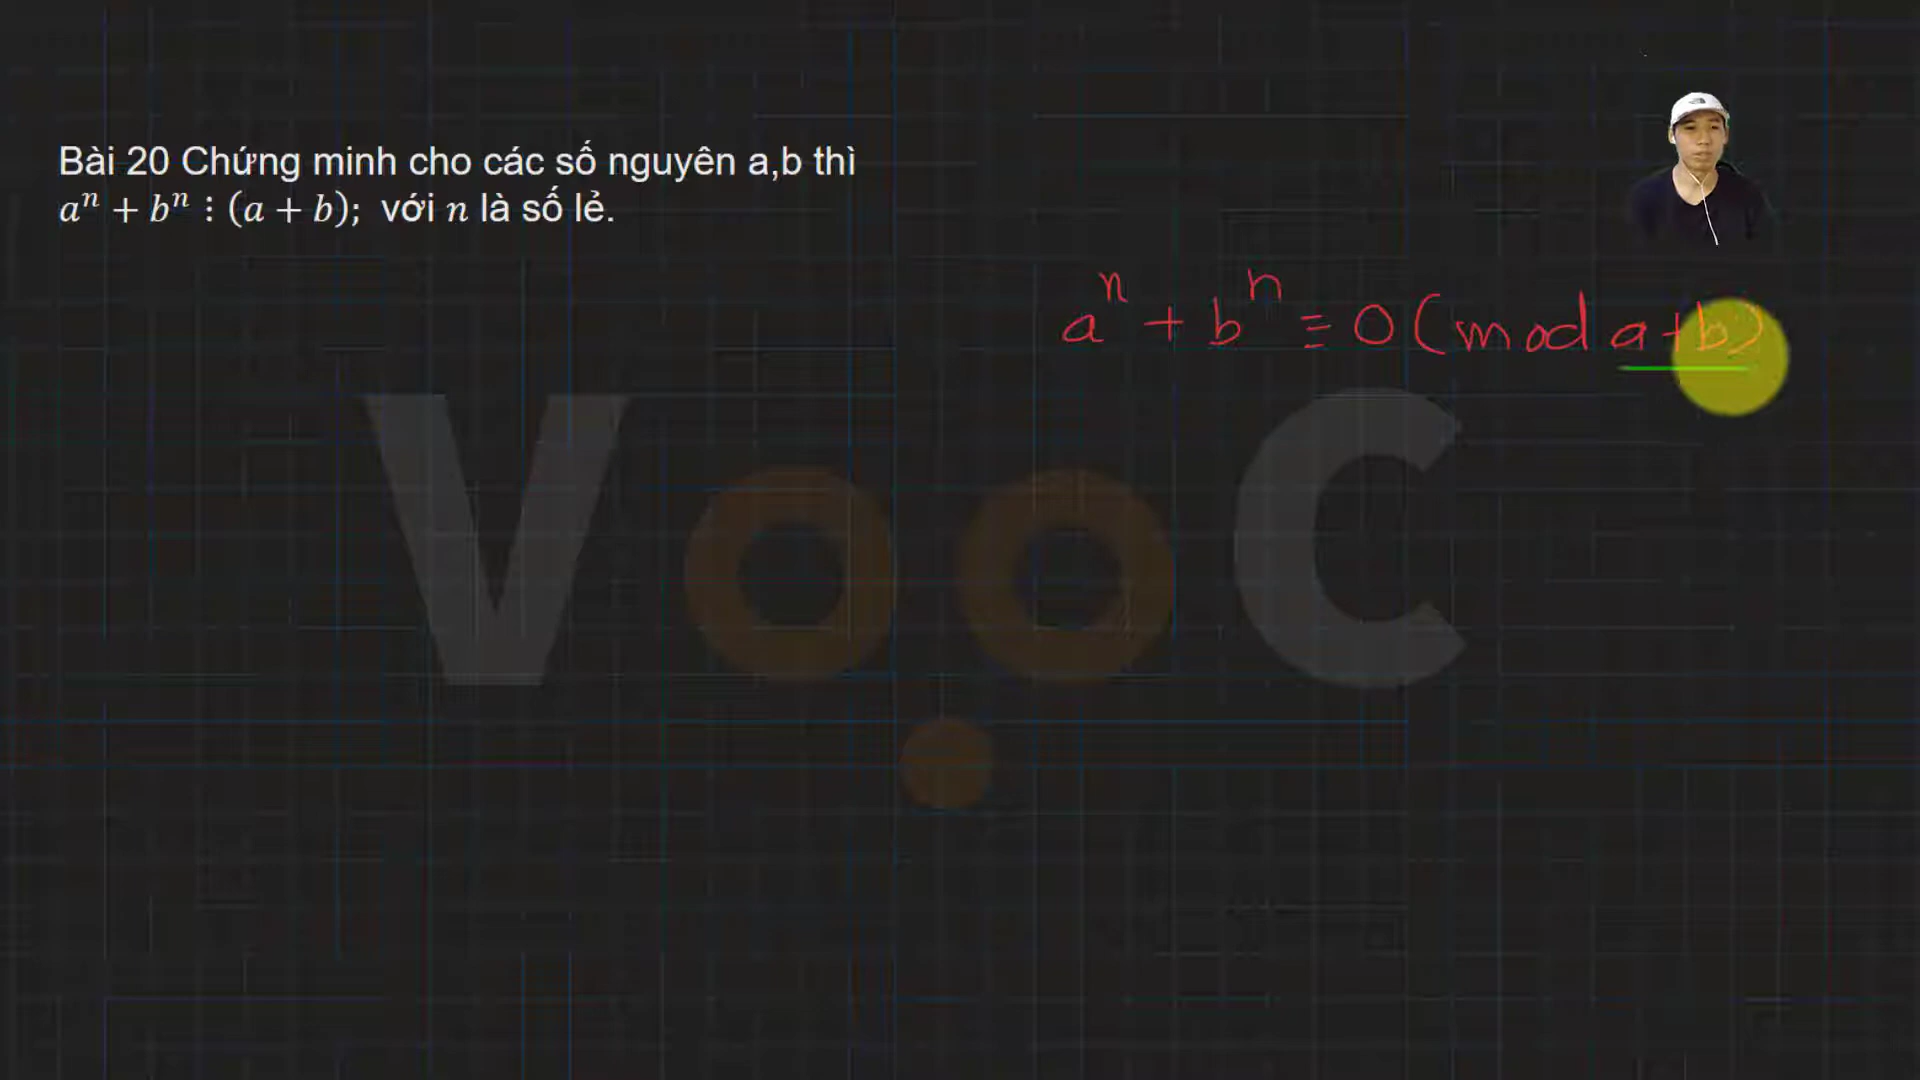 Bài 20 Chứng minh cho các số nguyên a,b thì
aⁿ + bⁿ ⋮ (a + b); với n là số lẻ.
aⁿ + bⁿ ≡ 0 (mod a+b)
VOOC